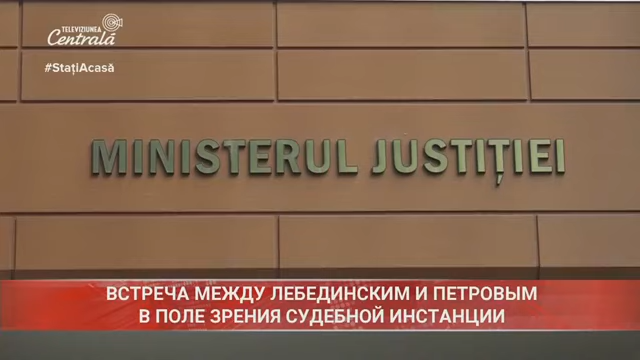 TELEVIZIUNEA
Centrală
#StațiAcasă
MINISTERUL JUSTIȚIEI
ВСТРЕЧА МЕЖДУ ЛЕБЕДИНСКИМ И ПЕТРОВЫМ
В ПОЛЕ ЗРЕНИЯ СУДЕБНОЙ ИНСТАНЦИИ